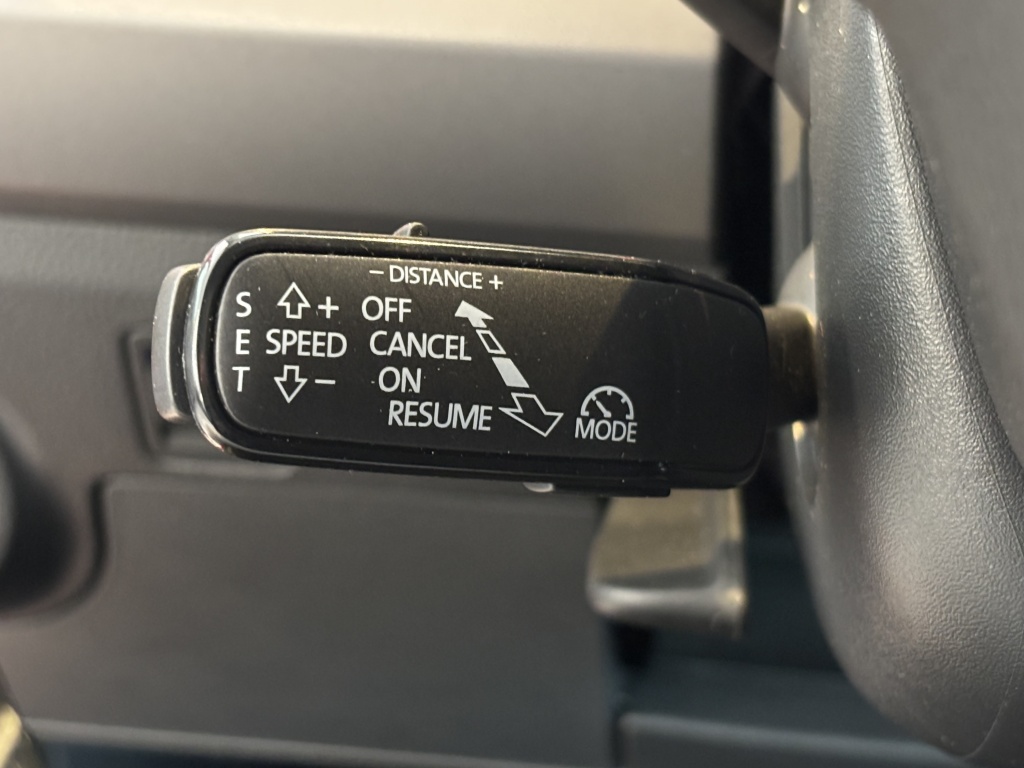 − DISTANCE +
S + OFF
E SPEED CANCEL
T − ON
RESUME
MODE